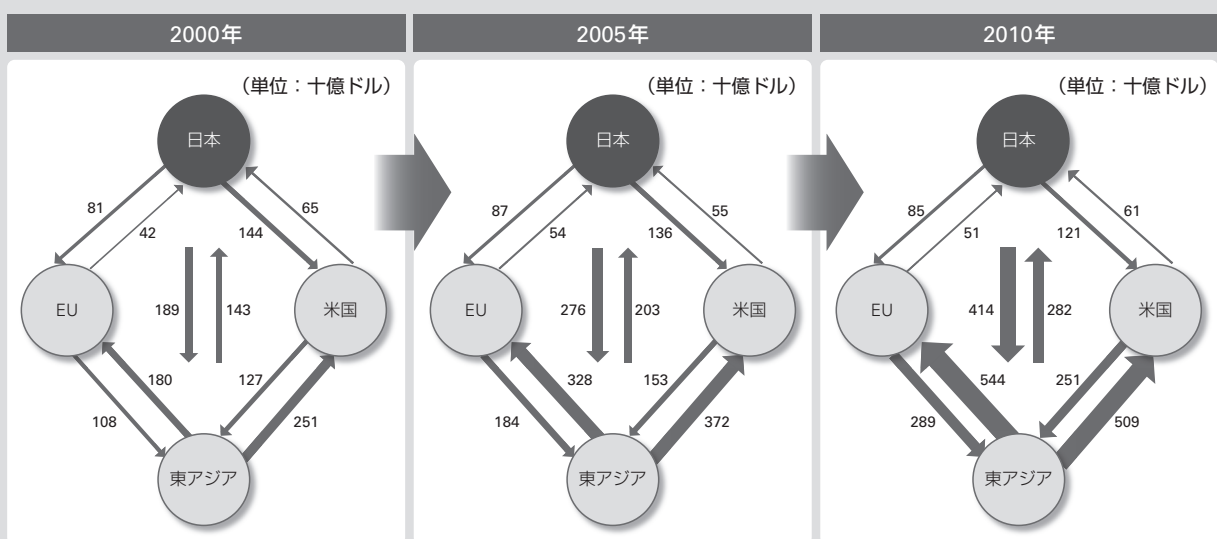 2000年
(単位：十億ドル)
日本
81
65
42
144
EU
189
143
米国
180
127
108
251
東アジア
2005年
(単位：十億ドル)
日本
87
55
54
136
EU
276
203
米国
328
153
184
372
東アジア
2010年
(単位：十億ドル)
日本
85
61
51
121
EU
414
282
米国
544
251
289
509
東アジア